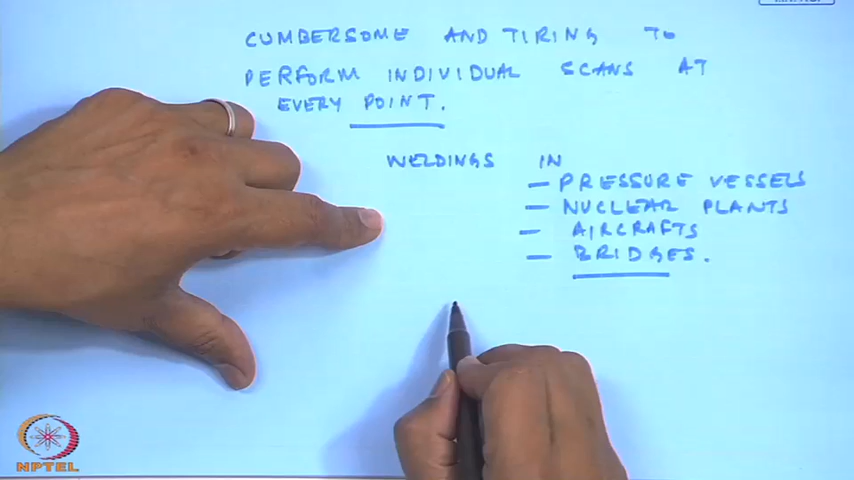 CUMBERSOME AND TIRING TO
PERFORM INDIVIDUAL SCANS AT
EVERY POINT.
WELDINGS IN
— PRESSURE VESSELS
— NUCLEAR PLANTS
— AIRCRAFTS
— BRIDGES.
NPTEL